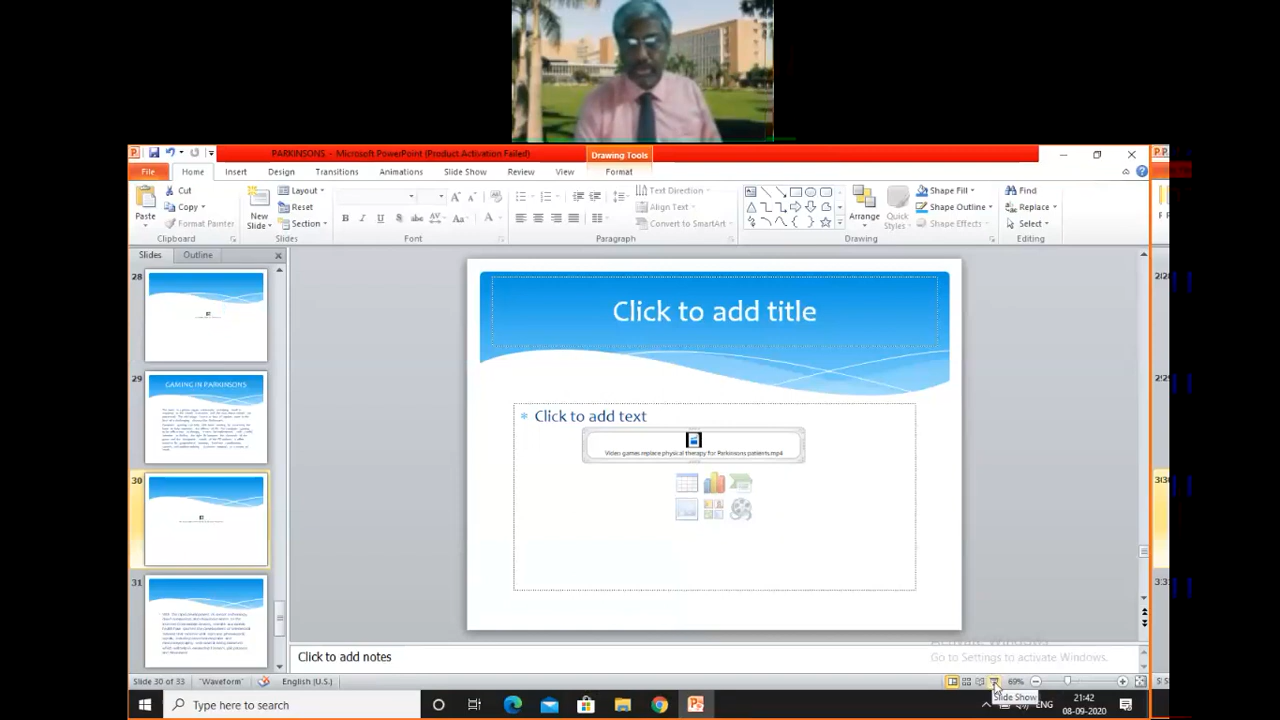 PARKINSONS - Microsoft PowerPoint (Product Activation Failed)
Drawing Tools
File Home Insert Design Transitions Animations Slide Show Review View Format
Paste
Cut
Copy
Format Painter
Clipboard
New Slide
Layout
Reset
Section
Slides
Font
Text Direction
Align Text
Convert to SmartArt
Paragraph
Arrange
Quick Styles
Shape Fill
Shape Outline
Shape Effects
Drawing
Find
Replace
Select
Editing
Slides Outline
28
29
GAMING IN PARKINSONS
30
31
Click to add title
Click to add text
Video games replace physical therapy for Parkinsons patients.mp4
Click to add notes
Go to Settings to activate Windows.
Slide 30 of 33 "Waveform" English (U.S.) 69%
Slide Show
Type here to search
ENG
21:42
08-09-2020